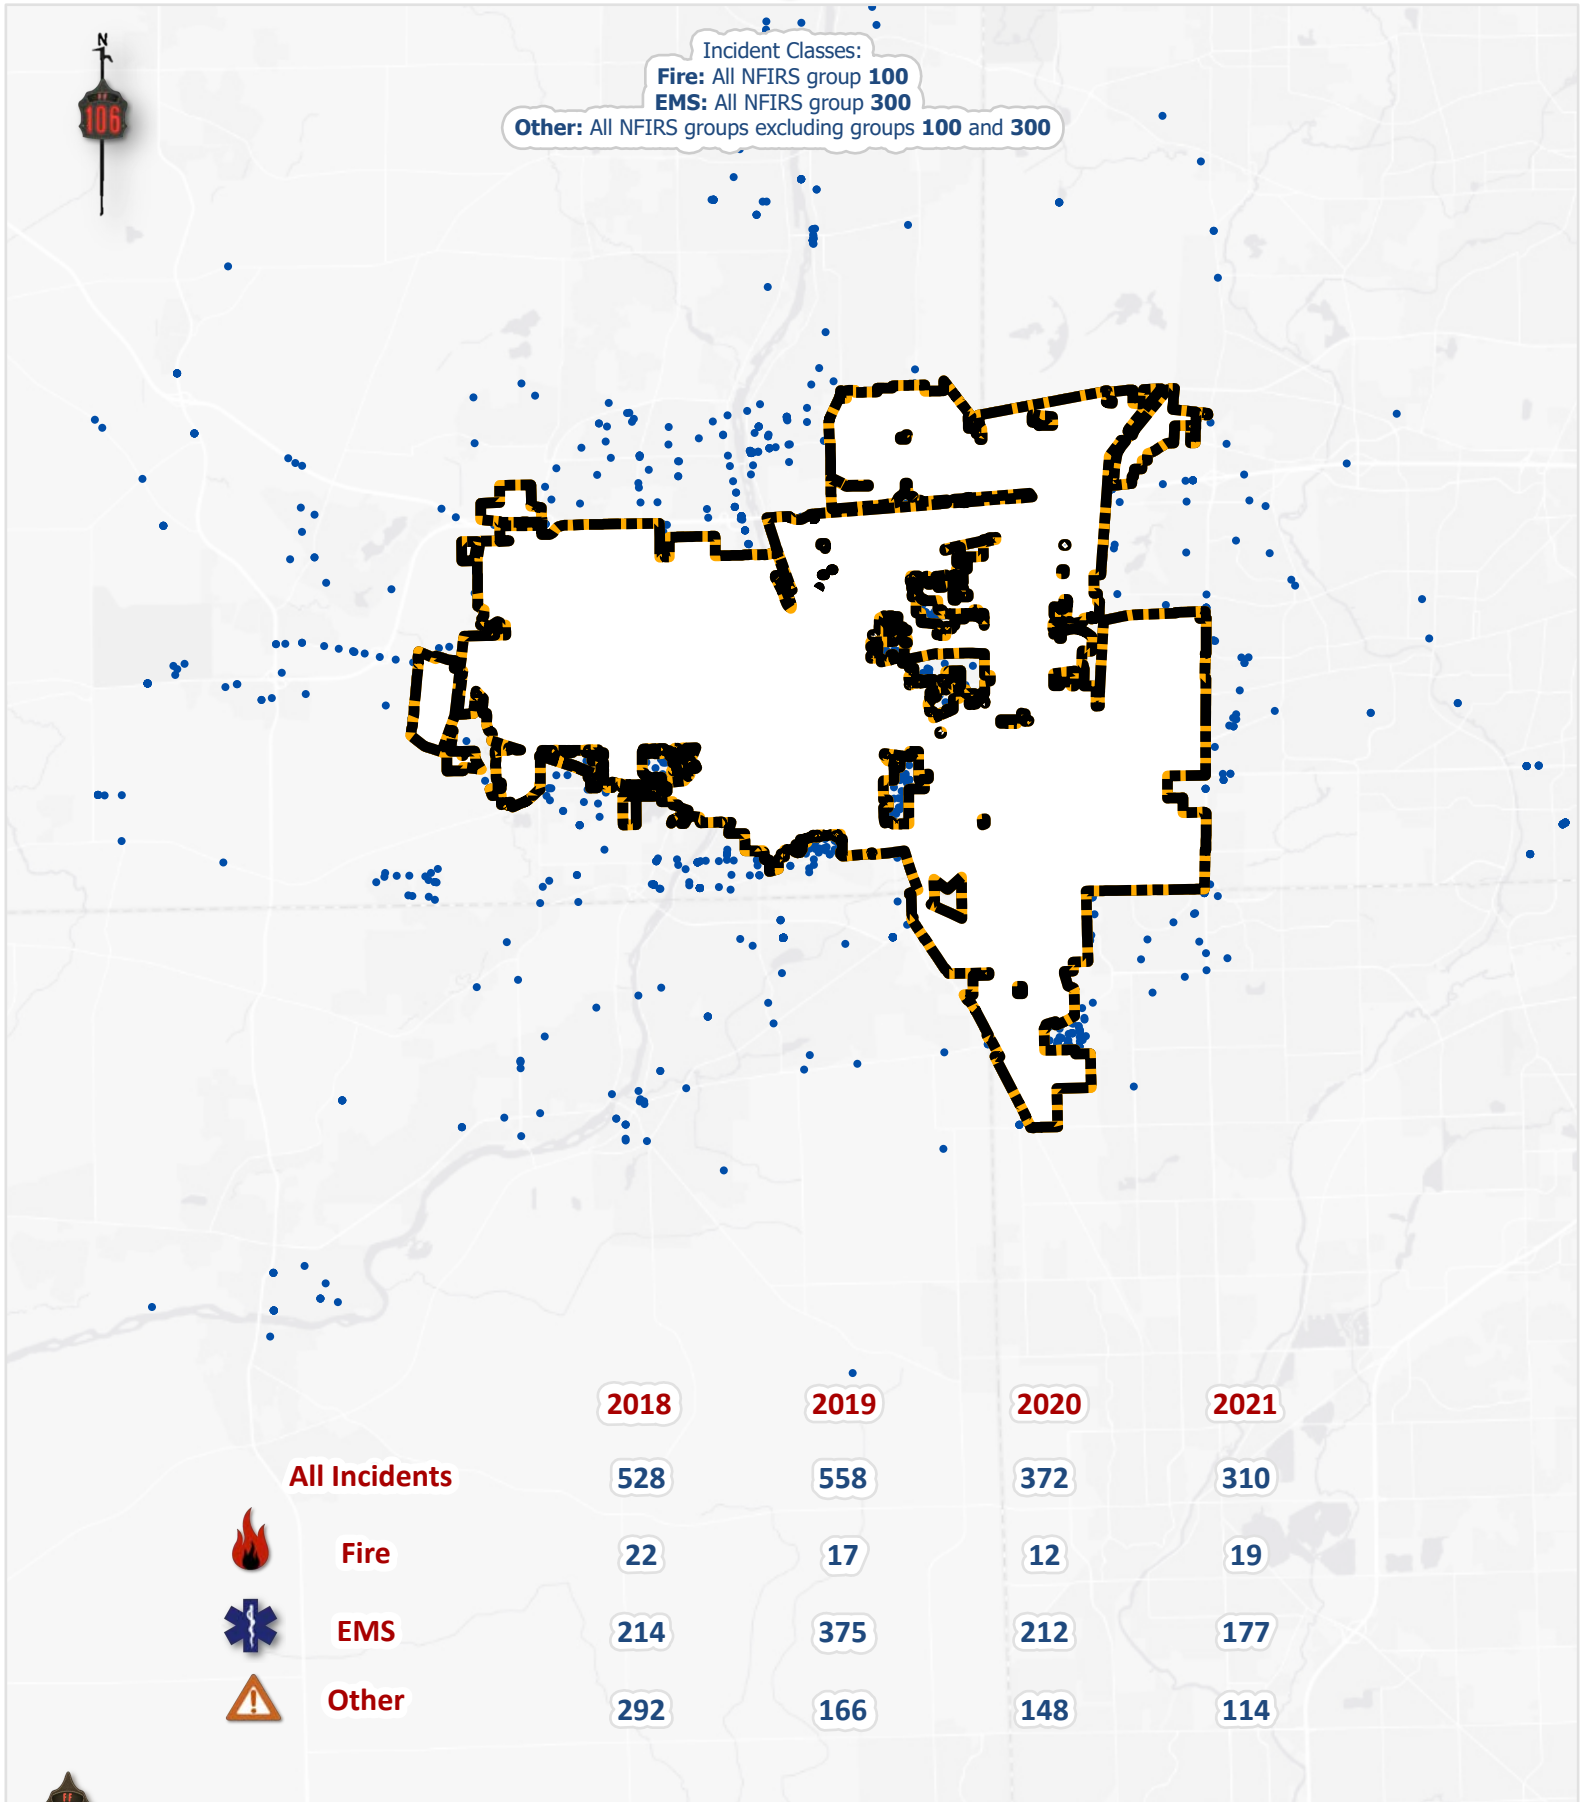 N
FF
106
Incident Classes:
Fire: All NFIRS group 100
EMS: All NFIRS group 300
Other: All NFIRS groups excluding groups 100 and 300
2018 2019 2020 2021
All Incidents 528 558 372 310
Fire 22 17 12 19
EMS 214 375 212 177
Other 292 166 148 114
FF